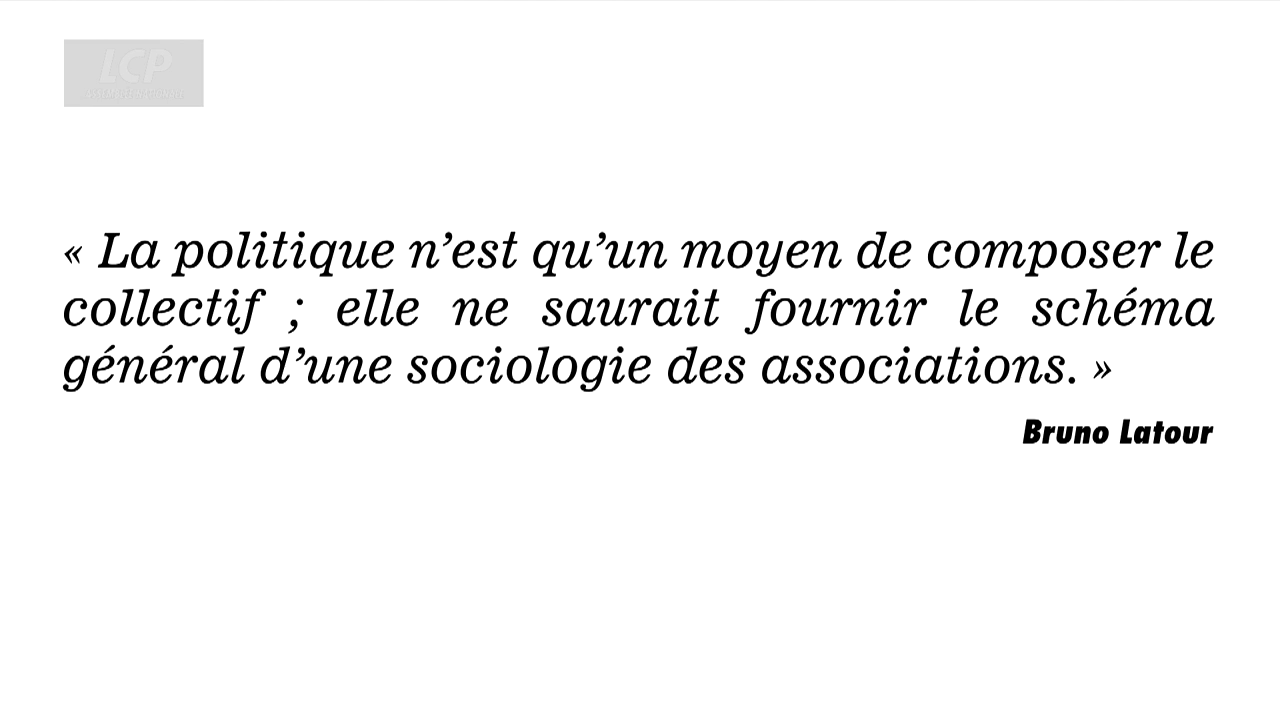 LCP
« La politique n’est qu’un moyen de composer le
collectif ; elle ne saurait fournir le schéma
général d’une sociologie des associations. »
Bruno Latour